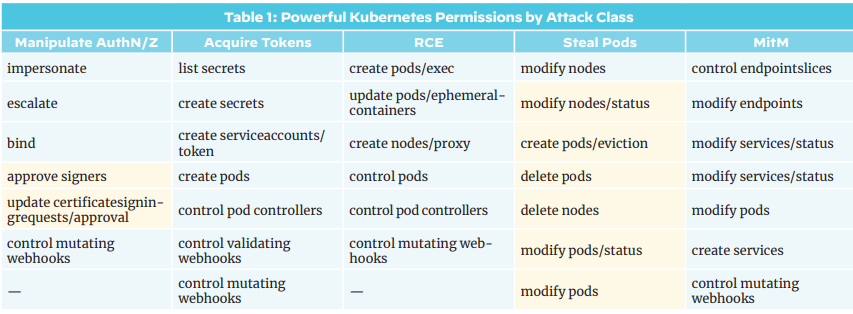 Table 1: Powerful Kubernetes Permissions by Attack Class
Manipulate AuthN/Z Acquire Tokens RCE Steal Pods MitM
impersonate list secrets create pods/exec modify nodes control endpointslices
escalate create secrets update pods/ephemeral-
containers modify nodes/status modify endpoints
bind create serviceaccounts/
token create nodes/proxy create pods/eviction modify services/status
approve signers create pods control pods delete pods modify services/status
update certificatesignin-
grequests/approval control pod controllers control pod controllers delete nodes modify pods
control mutating
webhooks control validating
webhooks control mutating web-
hooks modify pods/status create services
— control mutating
webhooks — modify pods control mutating
webhooks